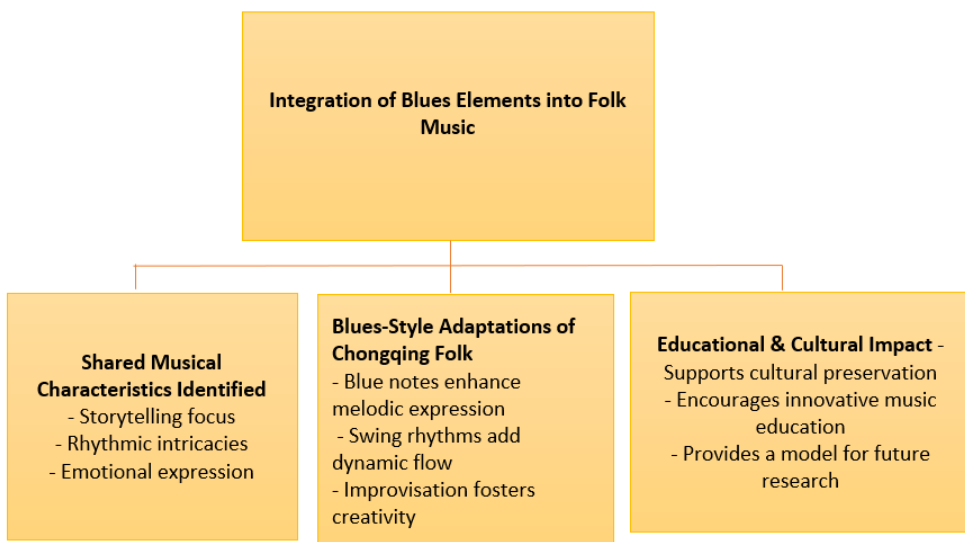 Integration of Blues Elements into Folk
Music
Shared Musical
Characteristics Identified
- Storytelling focus
- Rhythmic intricacies
- Emotional expression
Blues-Style Adaptations of
Chongqing Folk
- Blue notes enhance
melodic expression
- Swing rhythms add
dynamic flow
- Improvisation fosters
creativity
Educational & Cultural Impact -
Supports cultural preservation
- Encourages innovative music
education
- Provides a model for future
research